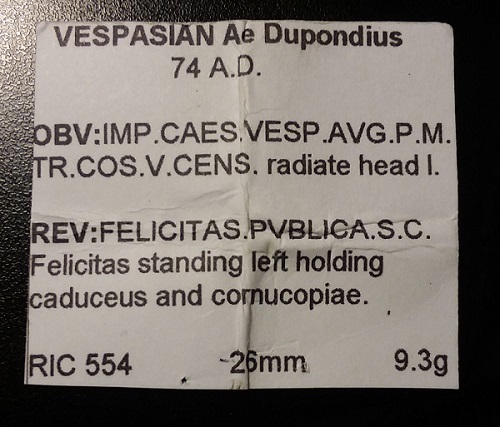 VESPASIAN Ae Dupondius
74 A.D.
OBV:IMP.CAES.VESP.AVG.P.M.
TR.COS.V.CENS. radiate head l.
REV:FELICITAS.PVBLICA.S.C.
Felicitas standing left holding
caduceus and cornucopiae.
RIC 554 26mm 9.3g